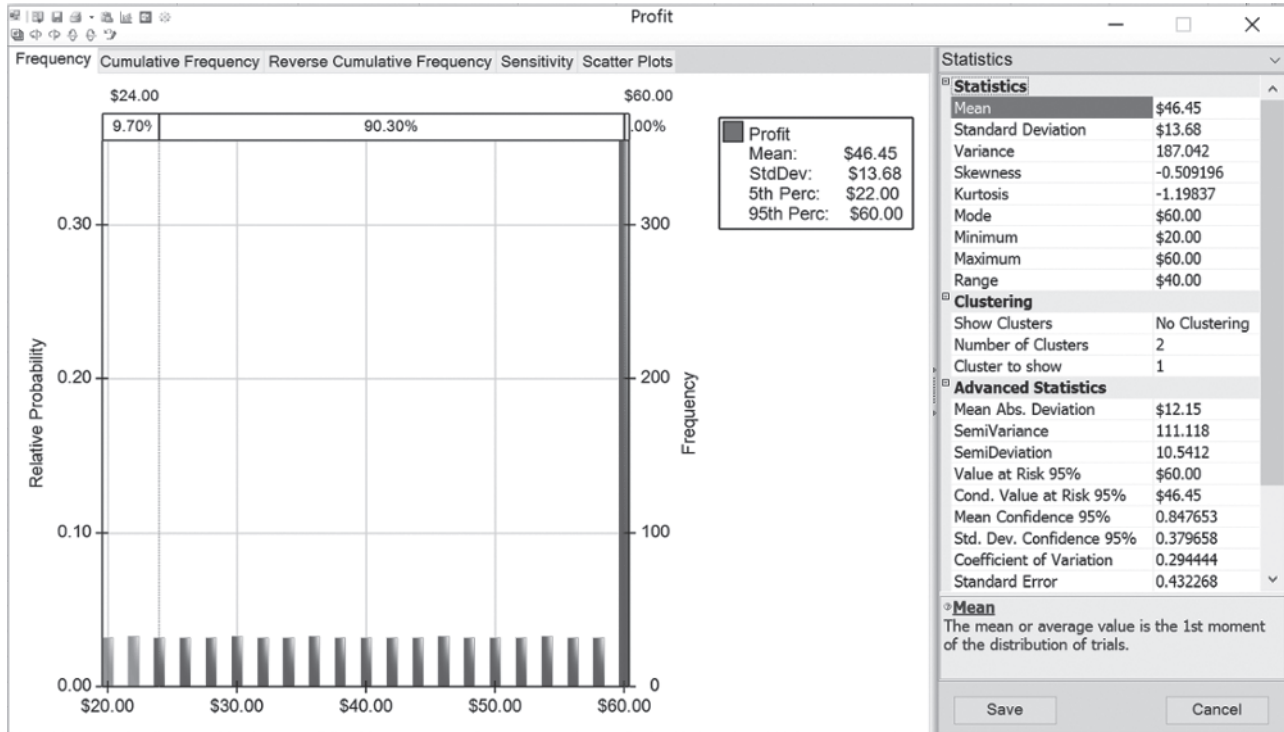 Profit
Frequency Cumulative Frequency Reverse Cumulative Frequency Sensitivity Scatter Plots
$24.00 $60.00
9.70% 90.30% .00%
Profit
Mean: $46.45
StdDev: $13.68
5th Perc: $22.00
95th Perc: $60.00
Relative Probability
0.30
0.20
0.10
0.00
300
200
100
0
Frequency
$20.00 $30.00 $40.00 $50.00 $60.00
Statistics
Statistics
Mean $46.45
Standard Deviation $13.68
Variance 187.042
Skewness -0.509196
Kurtosis -1.19837
Mode $60.00
Minimum $20.00
Maximum $60.00
Range $40.00
Clustering
Show Clusters No Clustering
Number of Clusters 2
Cluster to show 1
Advanced Statistics
Mean Abs. Deviation $12.15
SemiVariance 111.118
SemiDeviation 10.5412
Value at Risk 95% $60.00
Cond. Value at Risk 95% $46.45
Mean Confidence 95% 0.847653
Std. Dev. Confidence 95% 0.379658
Coefficient of Variation 0.294444
Standard Error 0.432268
Mean
The mean or average value is the 1st moment
of the distribution of trials.
Save Cancel